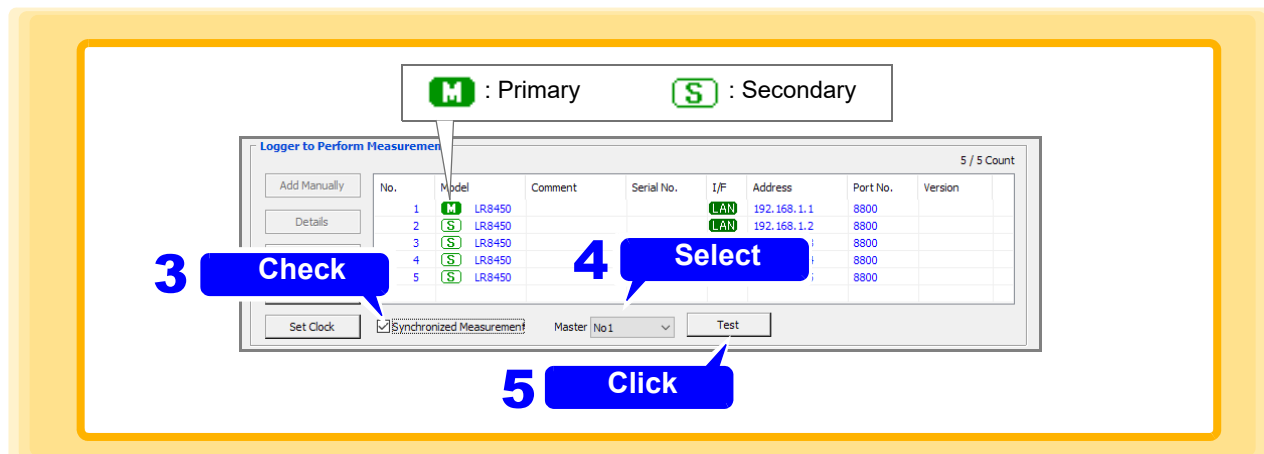 M : Primary S : Secondary
Logger to Perform Measuremen
5 / 5 Count
Add Manually
No. Model Comment Serial No. I/F Address Port No. Version
1 M LR8450 LAN 192.168.1.1 8800
Details
2 S LR8450 LAN 192.168.1.2 8800
3 S LR8450 8800
4 S LR8450 8800
5 S LR8450 8800
3 Check
4 Select
Set Clock Synchronized Measurement Master No1 Test
5 Click